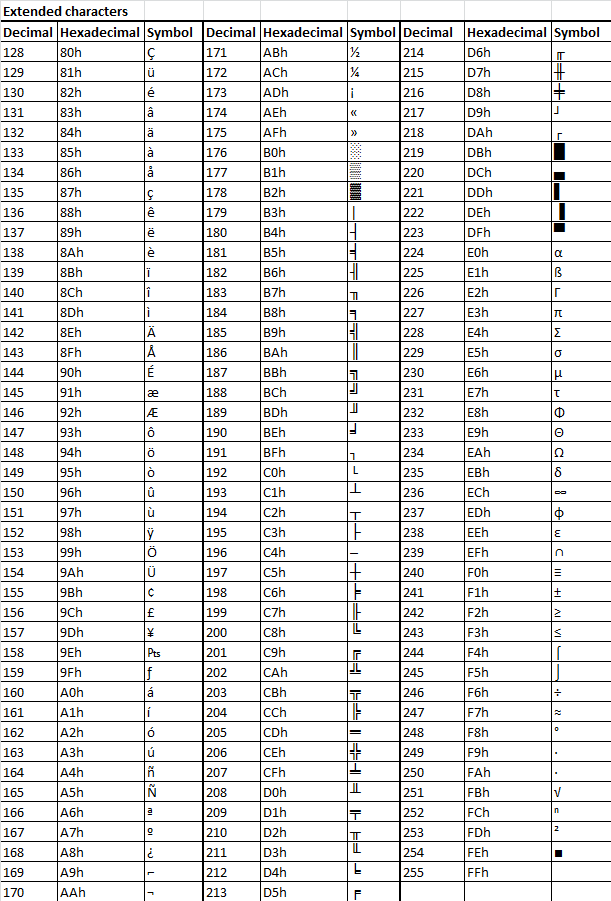 Extended characters
Decimal Hexadecimal Symbol Decimal Hexadecimal Symbol Decimal Hexadecimal Symbol
128 80h Ç 171 ABh ½ 214 D6h ╓
129 81h ü 172 ACh ¼ 215 D7h ╫
130 82h é 173 ADh ¡ 216 D8h ╪
131 83h â 174 AEh « 217 D9h ┘
132 84h ä 175 AFh » 218 DAh ┌
133 85h à 176 B0h ░ 219 DBh █
134 86h å 177 B1h ▒ 220 DCh ▄
135 87h ç 178 B2h ▓ 221 DDh ▌
136 88h ê 179 B3h │ 222 DEh ▐
137 89h ë 180 B4h ┤ 223 DFh ▀
138 8Ah è 181 B5h ╡ 224 E0h α
139 8Bh ï 182 B6h ╢ 225 E1h ß
140 8Ch î 183 B7h ╖ 226 E2h Γ
141 8Dh ì 184 B8h ╕ 227 E3h π
142 8Eh Ä 185 B9h ╣ 228 E4h Σ
143 8Fh Å 186 BAh ║ 229 E5h σ
144 90h É 187 BBh ╗ 230 E6h µ
145 91h æ 188 BCh ╝ 231 E7h τ
146 92h Æ 189 BDh ╜ 232 E8h Φ
147 93h ô 190 BEh ╛ 233 E9h Θ
148 94h ö 191 BFh ┐ 234 EAh Ω
149 95h ò 192 C0h └ 235 EBh δ
150 96h û 193 C1h ┴ 236 ECh ∞
151 97h ù 194 C2h ┬ 237 EDh φ
152 98h ÿ 195 C3h ├ 238 EEh ε
153 99h Ö 196 C4h ─ 239 EFh ∩
154 9Ah Ü 197 C5h ┼ 240 F0h ≡
155 9Bh ¢ 198 C6h ╞ 241 F1h ±
156 9Ch £ 199 C7h ╟ 242 F2h ≥
157 9Dh ¥ 200 C8h ╚ 243 F3h ≤
158 9Eh ₧ 201 C9h ╔ 244 F4h ⌠
159 9Fh ƒ 202 CAh ╩ 245 F5h ⌡
160 A0h á 203 CBh ╦ 246 F6h ÷
161 A1h í 204 CCh ╠ 247 F7h ≈
162 A2h ó 205 CDh ═ 248 F8h °
163 A3h ú 206 CEh ╬ 249 F9h ∙
164 A4h ñ 207 CFh ╧ 250 FAh ·
165 A5h Ñ 208 D0h ╨ 251 FBh √
166 A6h ª 209 D1h ╤ 252 FCh ⁿ
167 A7h º 210 D2h ╥ 253 FDh ²
168 A8h ¿ 211 D3h ╙ 254 FEh ■
169 A9h ⌐ 212 D4h ╘ 255 FFh
170 AAh ¬ 213 D5h ╒